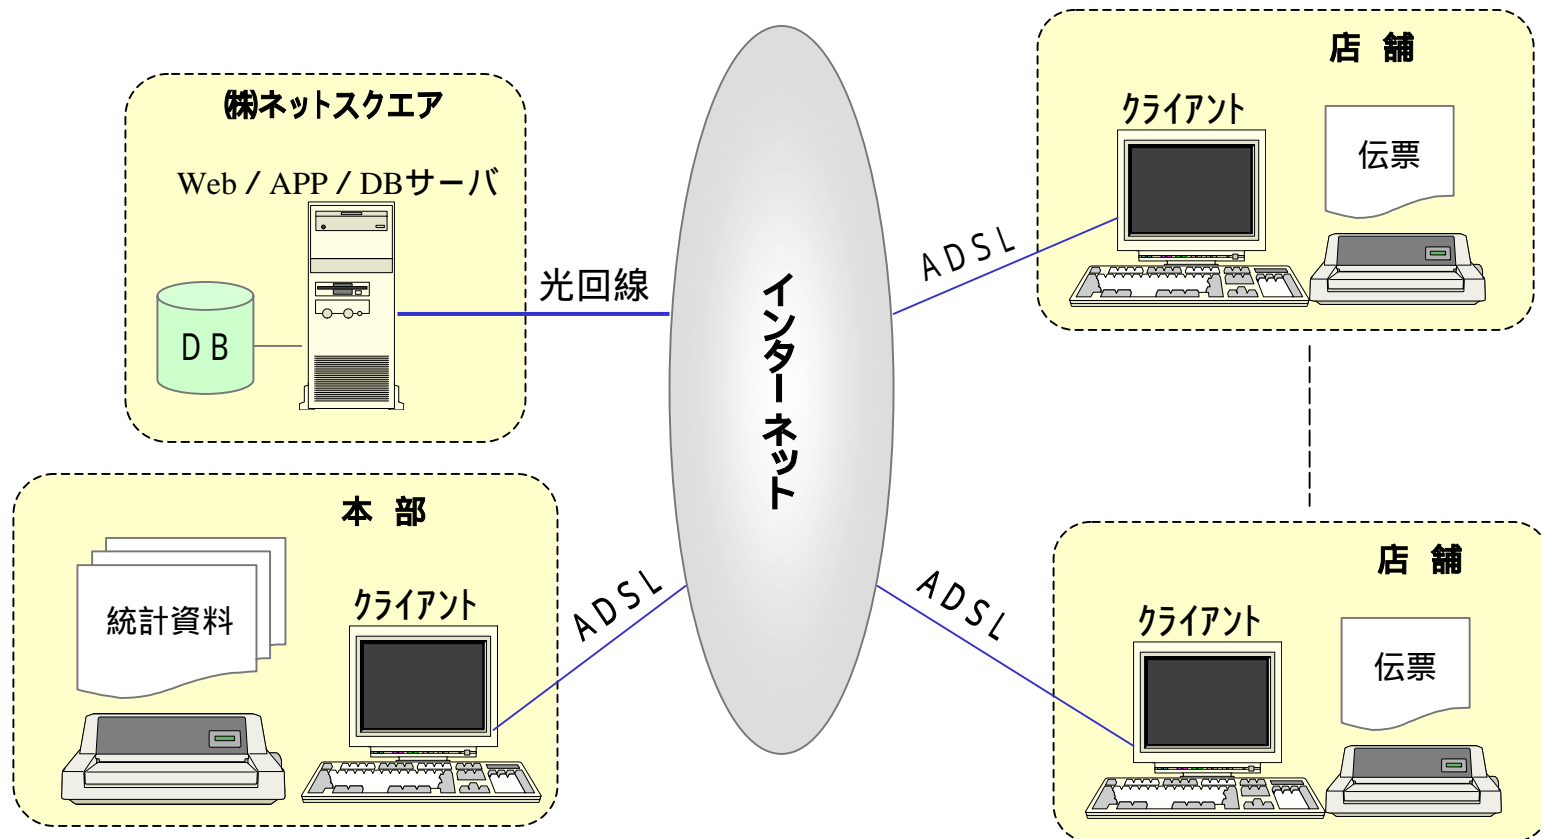 ㈱ネットスクエア
Web / APP / DBサーバ
DB
光回線
インターネット
店 舗
クライアント
伝票
ADSL
本 部
統計資料
クライアント
ADSL
店 舗
クライアント
伝票
ADSL